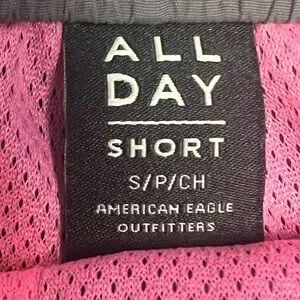 ALL
DAY
SHORT
S/P/CH
AMERICAN EAGLE
OUTFITTERS